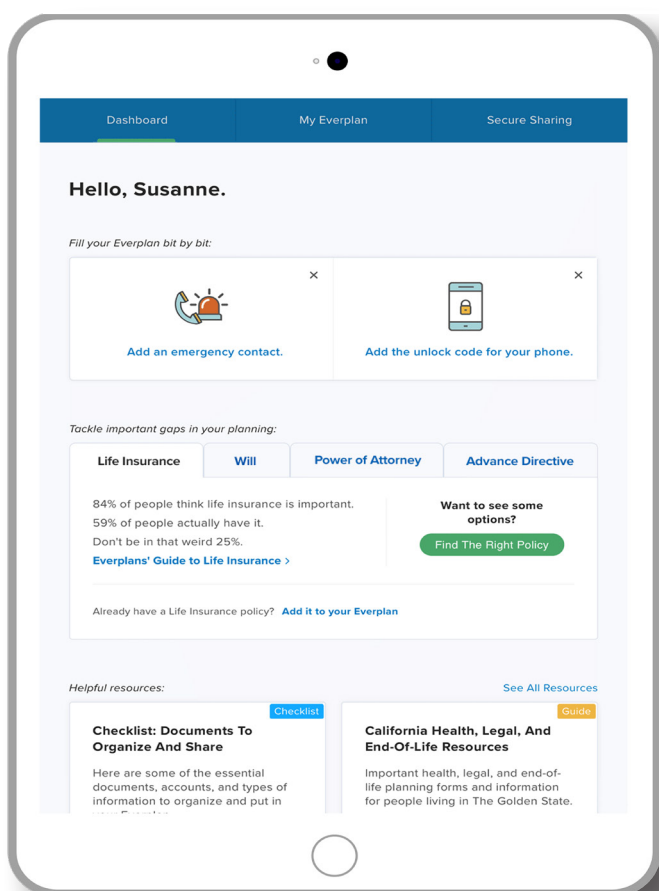 Dashboard
My Everplan
Secure Sharing
Hello, Susanne.
Fill your Everplan bit by bit:
×
×
Add an emergency contact.
Add the unlock code for your phone.
Tackle important gaps in your planning:
Life Insurance
Will
Power of Attorney
Advance Directive
84% of people think life insurance is important.
59% of people actually have it.
Don't be in that weird 25%.
Everplans' Guide to Life Insurance >
Want to see some
options?
Find The Right Policy
Already have a Life Insurance policy? Add it to your Everplan
Helpful resources:
See All Resources
Checklist
Checklist: Documents To
Organize And Share
Here are some of the essential
documents, accounts, and types of
information to organize and put in
your Everplan
Guide
California Health, Legal, And
End-Of-Life Resources
Important health, legal, and end-of-
life planning forms and information
for people living in The Golden State.